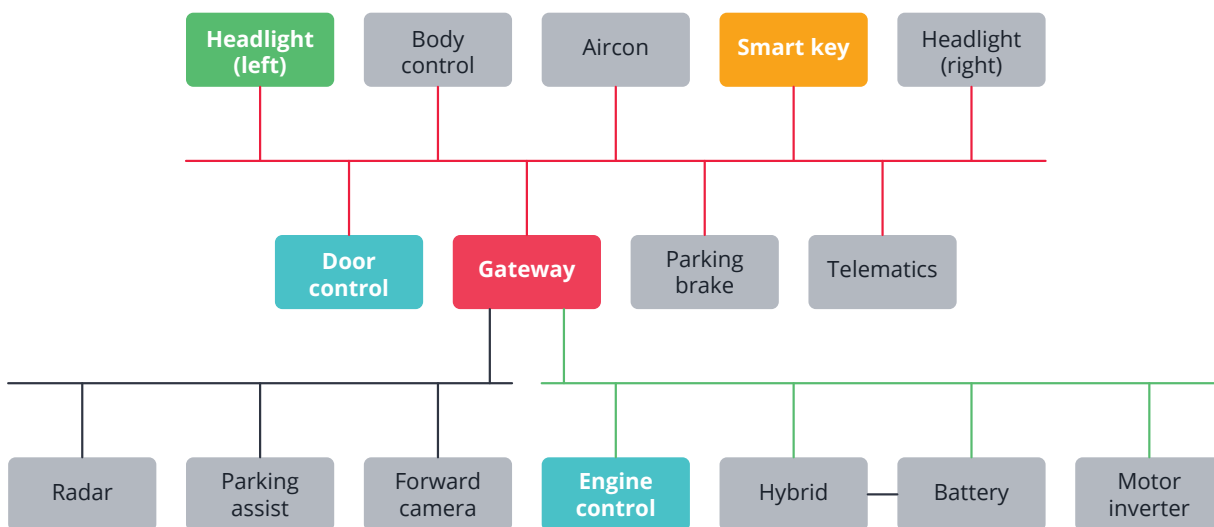 Headlight
(left)
Body
control
Aircon
Smart key
Headlight
(right)
Door
control
Gateway
Parking
brake
Telematics
Radar
Parking
assist
Forward
camera
Engine
control
Hybrid
Battery
Motor
inverter